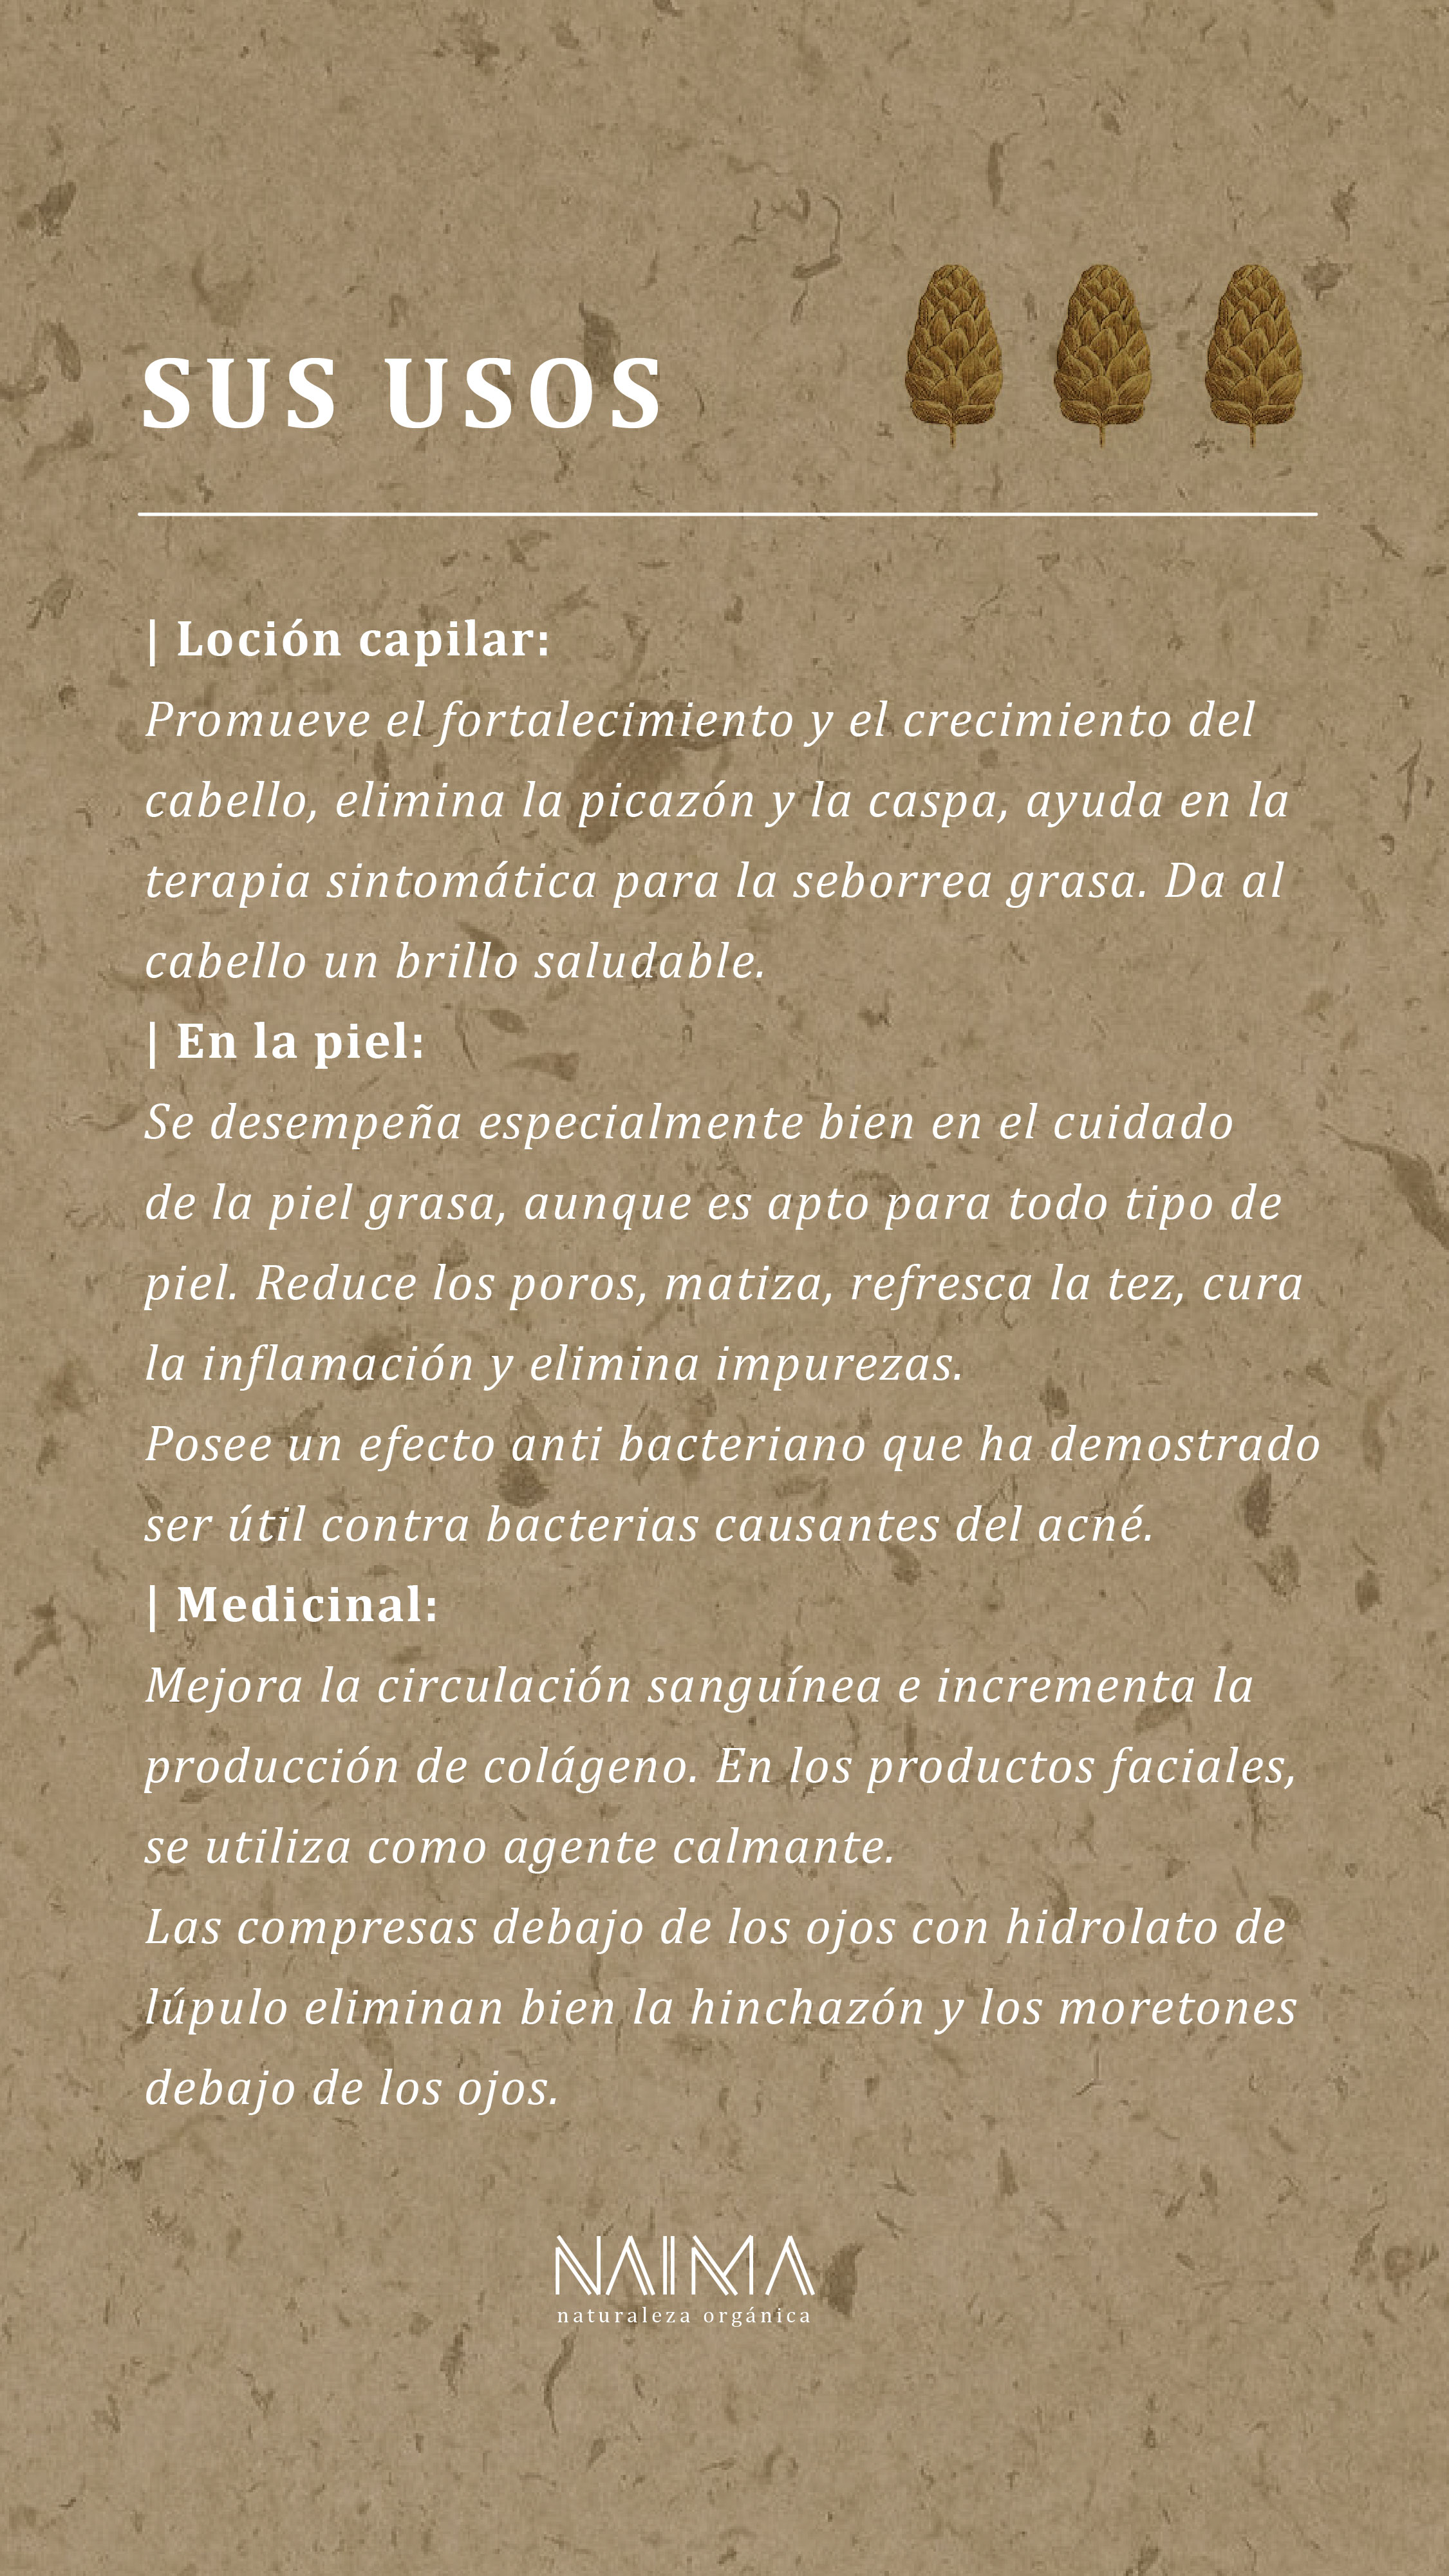 SUS USOS
| Loción capilar:
Promueve el fortalecimiento y el crecimiento del
cabello, elimina la picazón y la caspa, ayuda en la
terapia sintomática para la seborrea grasa. Da al
cabello un brillo saludable.
| En la piel:
Se desempeña especialmente bien en el cuidado
de la piel grasa, aunque es apto para todo tipo de
piel. Reduce los poros, matiza, refresca la tez, cura
la inflamación y elimina impurezas.
Posee un efecto anti bacteriano que ha demostrado
ser útil contra bacterias causantes del acné.
| Medicinal:
Mejora la circulación sanguínea e incrementa la
producción de colágeno. En los productos faciales,
se utiliza como agente calmante.
Las compresas debajo de los ojos con hidrolato de
lúpulo eliminan bien la hinchazón y los moretones
debajo de los ojos.
NAIMA
naturaleza orgánica